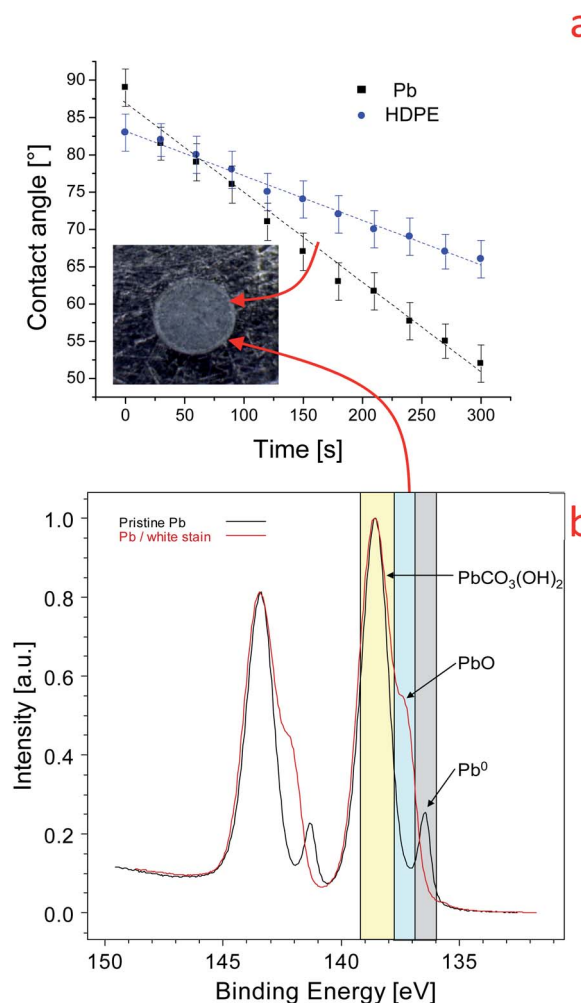 a
90
85
80
75
70
65
60
55
50
Contact angle [°]
Pb
HDPE
0 50 100 150 200 250 300
Time [s]
b
Pristine Pb
Pb / white stain
1.0
0.8
0.6
0.4
0.2
0.0
Intensity [a.u.]
PbCO₃(OH)₂
PbO
Pb⁰
150 145 140 135
Binding Energy [eV]